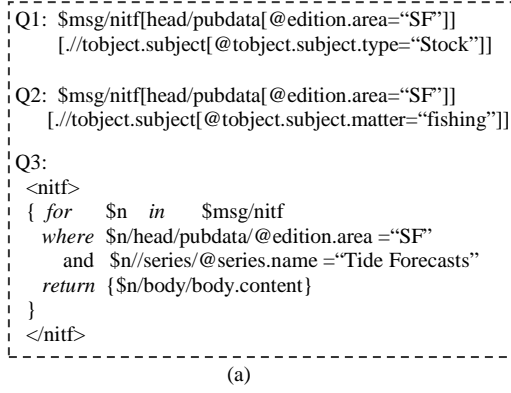 Q1: $msg/nitf[head/pubdata[@edition.area=“SF”]]
[.//tobject.subject[@tobject.subject.type=“Stock”]]
Q2: $msg/nitf[head/pubdata[@edition.area=“SF”]]
[.//tobject.subject[@tobject.subject.matter=“fishing”]]
Q3:
<nitf>
{ for $n in $msg/nitf
where $n/head/pubdata/@edition.area =“SF”
and $n//series/@series.name =“Tide Forecasts”
return {$n/body/body.content}
}
</nitf>
(a)